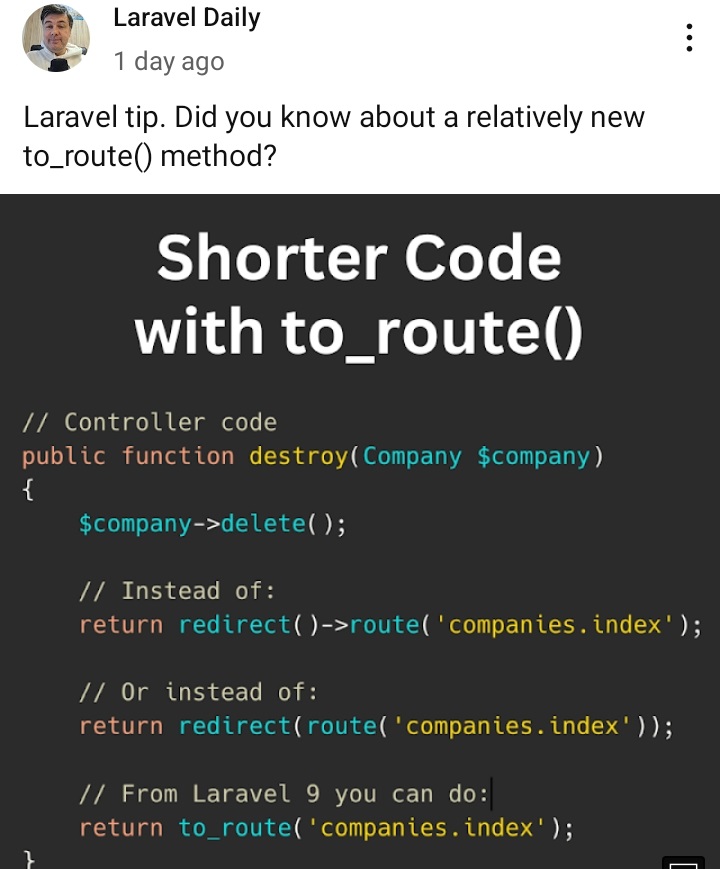 Laravel Daily
1 day ago
Laravel tip. Did you know about a relatively new
to_route() method?
Shorter Code
with to_route()
// Controller code
public function destroy(Company $company)
{
    $company->delete();
    // Instead of:
    return redirect()->route('companies.index');
    // Or instead of:
    return redirect(route('companies.index'));
    // From Laravel 9 you can do:
    return to_route('companies.index');
}